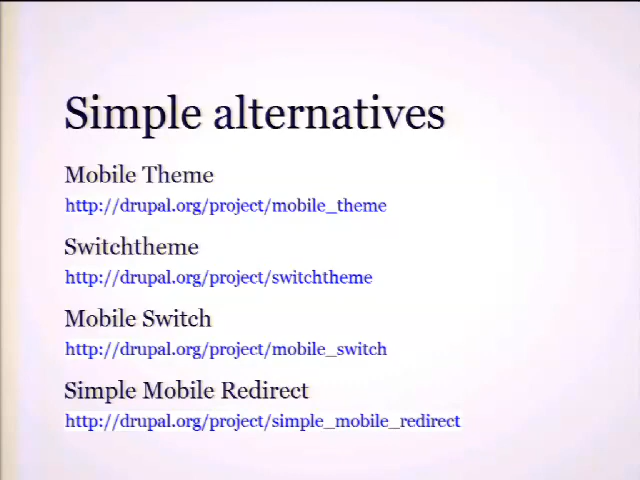 Simple alternatives
Mobile Theme
http://drupal.org/project/mobile_theme
Switchtheme
http://drupal.org/project/switchtheme
Mobile Switch
http://drupal.org/project/mobile_switch
Simple Mobile Redirect
http://drupal.org/project/simple_mobile_redirect